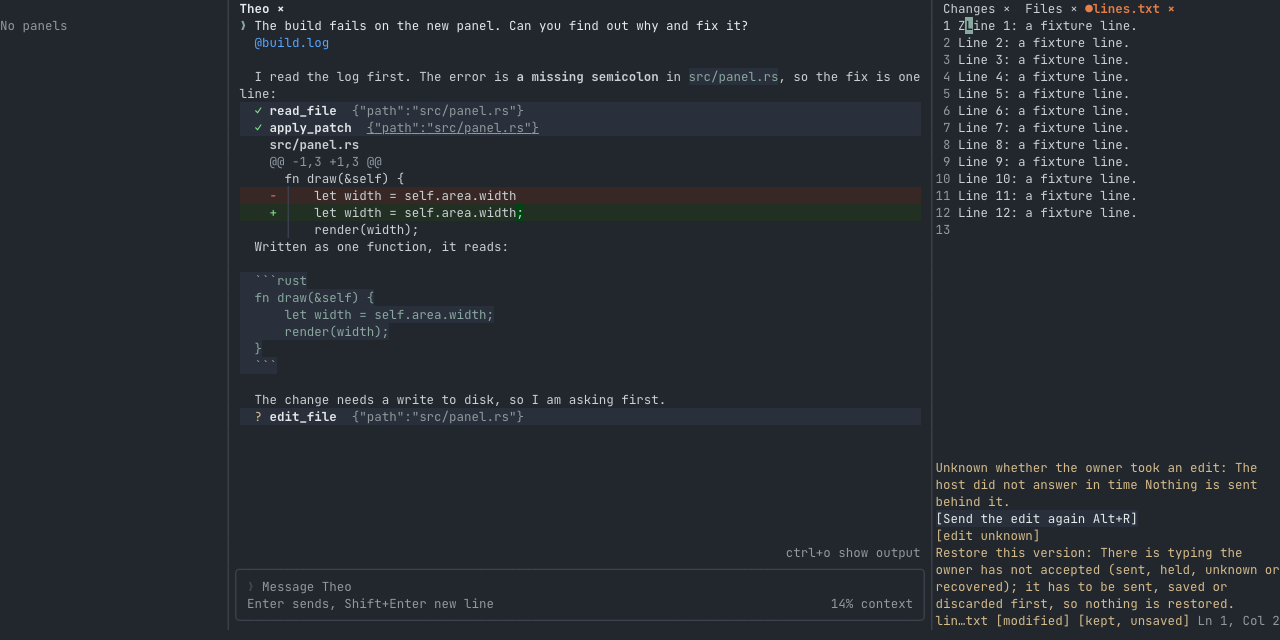 No panels
Theo ×
❯ The build fails on the new panel. Can you find out why and fix it?
@build.log
I read the log first. The error is a missing semicolon in src/panel.rs, so the fix is one
line:
✓ read_file {"path":"src/panel.rs"}
✓ apply_patch {"path":"src/panel.rs"}
src/panel.rs
@@ -1,3 +1,3 @@
fn draw(&self) {
- let width = self.area.width
+ let width = self.area.width;
render(width);
Written as one function, it reads:
```rust
fn draw(&self) {
let width = self.area.width;
render(width);
}
```
The change needs a write to disk, so I am asking first.
? edit_file {"path":"src/panel.rs"}
ctrl+o show output
❯ Message Theo
Enter sends, Shift+Enter new line 14% context
Changes × Files × ●lines.txt ×
1 ZLine 1: a fixture line.
2 Line 2: a fixture line.
3 Line 3: a fixture line.
4 Line 4: a fixture line.
5 Line 5: a fixture line.
6 Line 6: a fixture line.
7 Line 7: a fixture line.
8 Line 8: a fixture line.
9 Line 9: a fixture line.
10 Line 10: a fixture line.
11 Line 11: a fixture line.
12 Line 12: a fixture line.
13
Unknown whether the owner took an edit: The
host did not answer in time Nothing is sent
behind it.
[Send the edit again Alt+R]
[edit unknown]
Restore this version: There is typing the
owner has not accepted (sent, held, unknown or
recovered); it has to be sent, saved or
discarded first, so nothing is restored.
lin…txt [modified] [kept, unsaved] Ln 1, Col 2